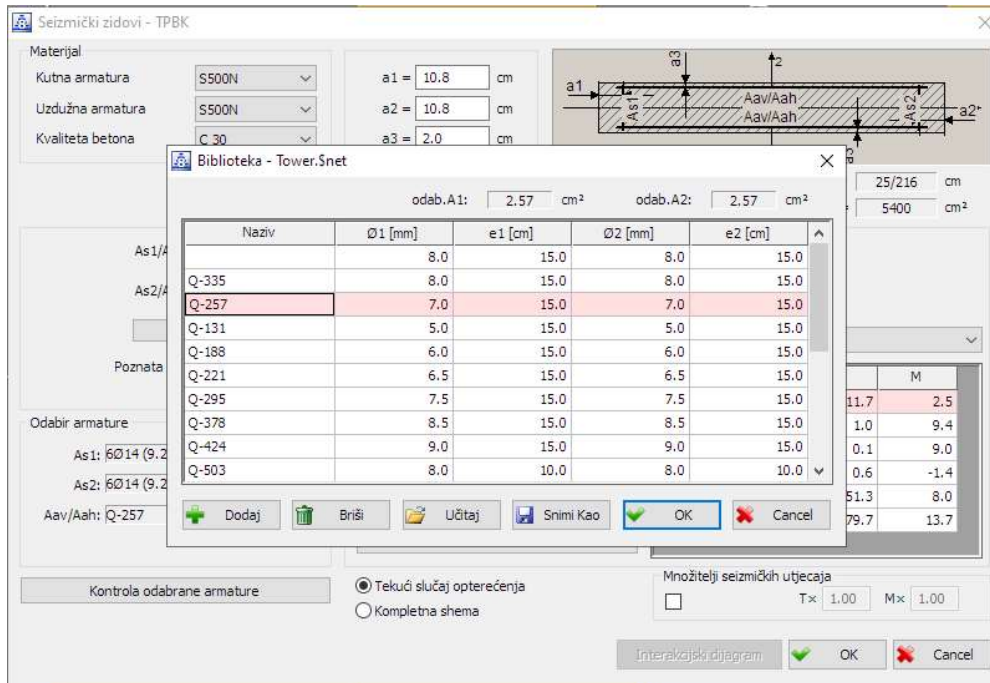 Seizmički zidovi - TPBK
Materijal
Kutna armatura S500N
Uzdužna armatura S500N
Kvaliteta betona C 30
a1 = 10.8 cm
a2 = 10.8 cm
a3 = 2.0 cm
a3
2
a1
As1
Aav/Aah
Aav/Aah
As2
a2
a3
25/216 cm
= 5400 cm²
Biblioteka - Tower.$net
odab.A1: 2.57 cm² odab.A2: 2.57 cm²
Naziv Ø1 [mm] e1 [cm] Ø2 [mm] e2 [cm]
8.0 15.0 8.0 15.0
Q-335 8.0 15.0 8.0 15.0
Q-257 7.0 15.0 7.0 15.0
Q-131 5.0 15.0 5.0 15.0
Q-188 6.0 15.0 6.0 15.0
Q-221 6.5 15.0 6.5 15.0
Q-295 7.5 15.0 7.5 15.0
Q-378 8.5 15.0 8.5 15.0
Q-424 9.0 15.0 9.0 15.0
Q-503 8.0 10.0 8.0 10.0
Dodaj Briši Učitaj Snimi Kao OK Cancel
As1/A
As2/A
Poznata
Odabir armature
As1: 6Ø14 (9.2
As2: 6Ø14 (9.2
Aav/Aah: Q-257
M
11.7 2.5
1.0 9.4
0.1 9.0
0.6 -1.4
51.3 8.0
79.7 13.7
Kontrola odabrane armature
Tekući slučaj opterećenja
Kompletna shema
Množitelji seizmičkih utjecaja
T× 1.00 M× 1.00
Interakcijski dijagram OK Cancel